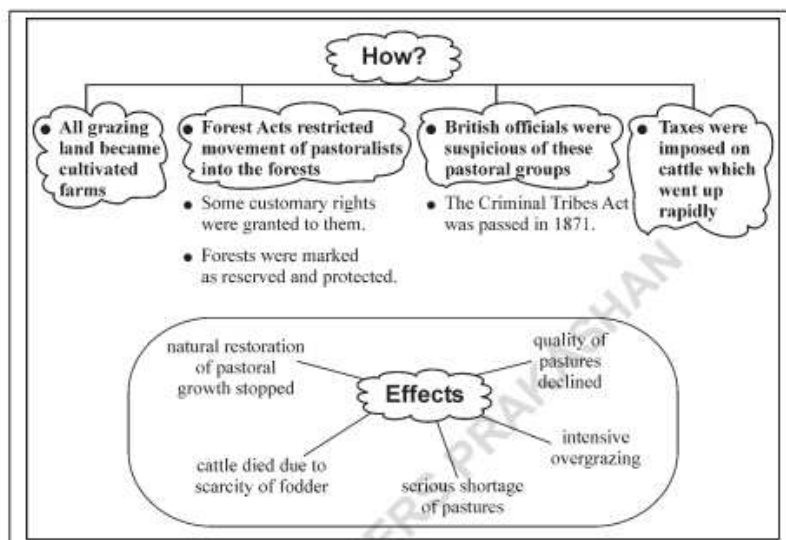 How?
• All grazing
land became
cultivated
farms
• Forest Acts restricted
movement of pastoralists
into the forests
• Some customary rights
were granted to them.
• Forests were marked
as reserved and protected.
• British officials were
suspicious of these
pastoral groups
• The Criminal Tribes Act
was passed in 1871.
• Taxes were
imposed on
cattle which
went up
rapidly
natural restoration
of pastoral
growth stopped
quality of
pastures
declined
Effects
cattle died due to
scarcity of fodder
serious shortage
of pastures
intensive
overgrazing
ERS PRAKASHAN